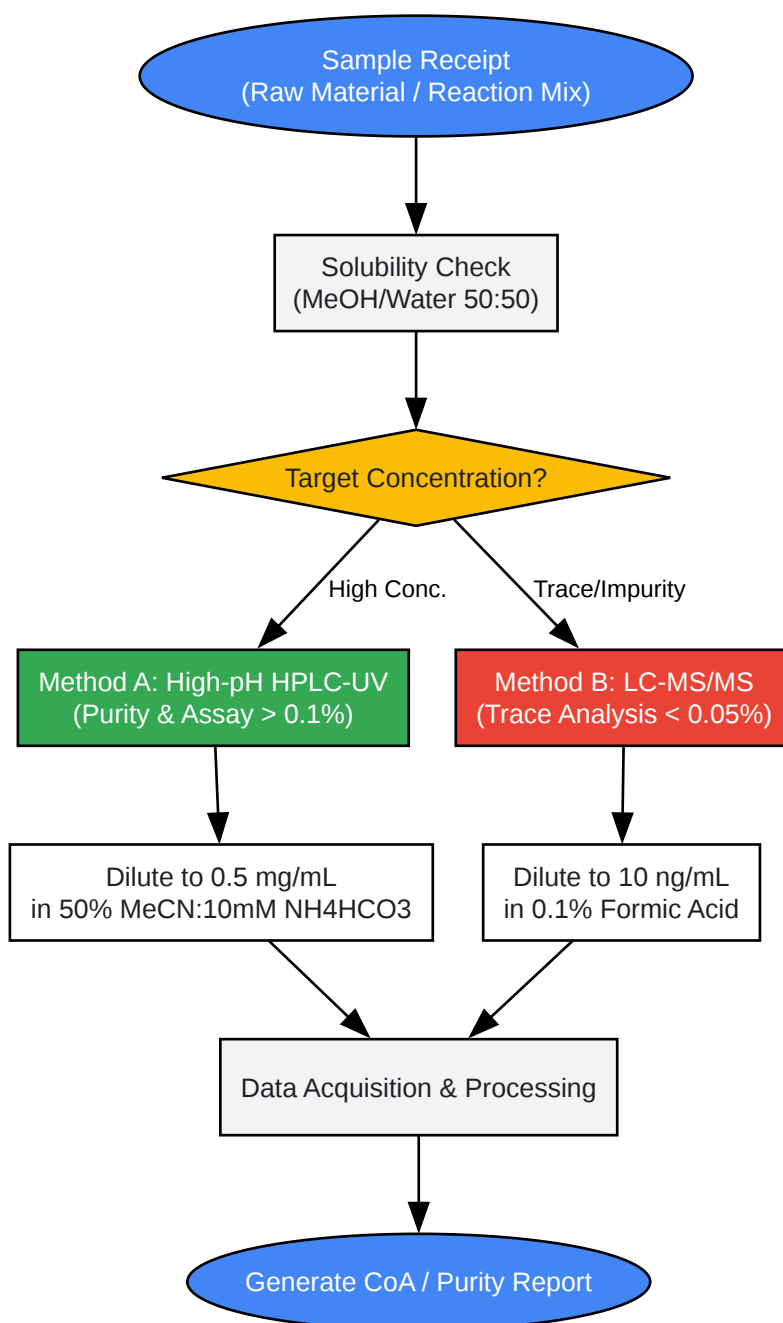 Sample Receipt
(Raw Material / Reaction Mix)
Solubility Check
(MeOH/Water 50:50)
Target Concentration?
High Conc.
Trace/Impurity
Method A: High-pH HPLC-UV
(Purity & Assay > 0.1%)
Method B: LC-MS/MS
(Trace Analysis < 0.05%)
Dilute to 0.5 mg/mL
in 50% MeCN:10mM NH4HCO3
Dilute to 10 ng/mL
in 0.1% Formic Acid
Data Acquisition & Processing
Generate CoA / Purity Report